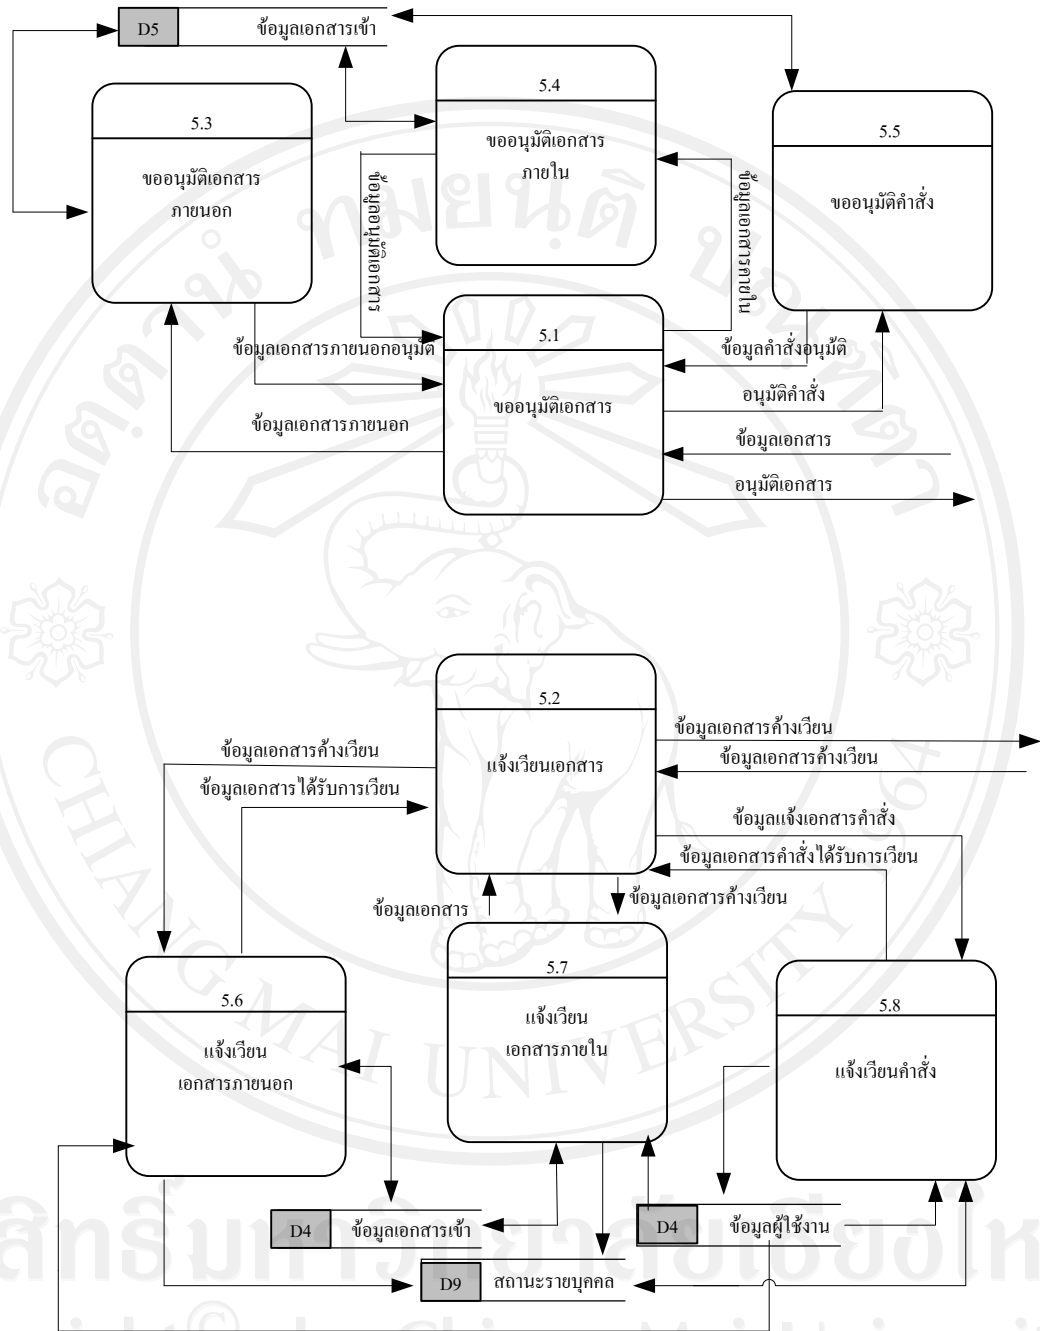 D5 ข้อมูลเอกสารเข้า
5.4
ขออนุมัติเอกสาร
ภายใน
5.3
ขออนุมัติเอกสาร
ภายนอก
5.5
ขออนุมัติคำสั่ง
ข้อมูลอนุมัติเอกสาร
ข้อมูลเอกสารภายใน
5.1
ขออนุมัติเอกสาร
ข้อมูลเอกสารภายนอกอนุมัติ
ข้อมูลคำสั่งอนุมัติ
อนุมัติคำสั่ง
ข้อมูลเอกสารภายนอก
ข้อมูลเอกสาร
อนุมัติเอกสาร
5.2
แจ้งเวียนเอกสาร
ข้อมูลเอกสารค้างเวียน
ข้อมูลเอกสารค้างเวียน
ข้อมูลเอกสารค้างเวียน
ข้อมูลเอกสารได้รับการเวียน
ข้อมูลแจ้งเอกสารคำสั่ง
ข้อมูลเอกสารคำสั่งได้รับการเวียน
ข้อมูลเอกสาร
ข้อมูลเอกสารค้างเวียน
5.6
แจ้งเวียน
เอกสารภายนอก
5.7
แจ้งเวียน
เอกสารภายใน
5.8
แจ้งเวียนคำสั่ง
D4 ข้อมูลเอกสารเข้า
D4 ข้อมูลผู้ใช้งาน
D9 สถานะรายบุคคล
CHIANG MAI UNIVERSITY 1964